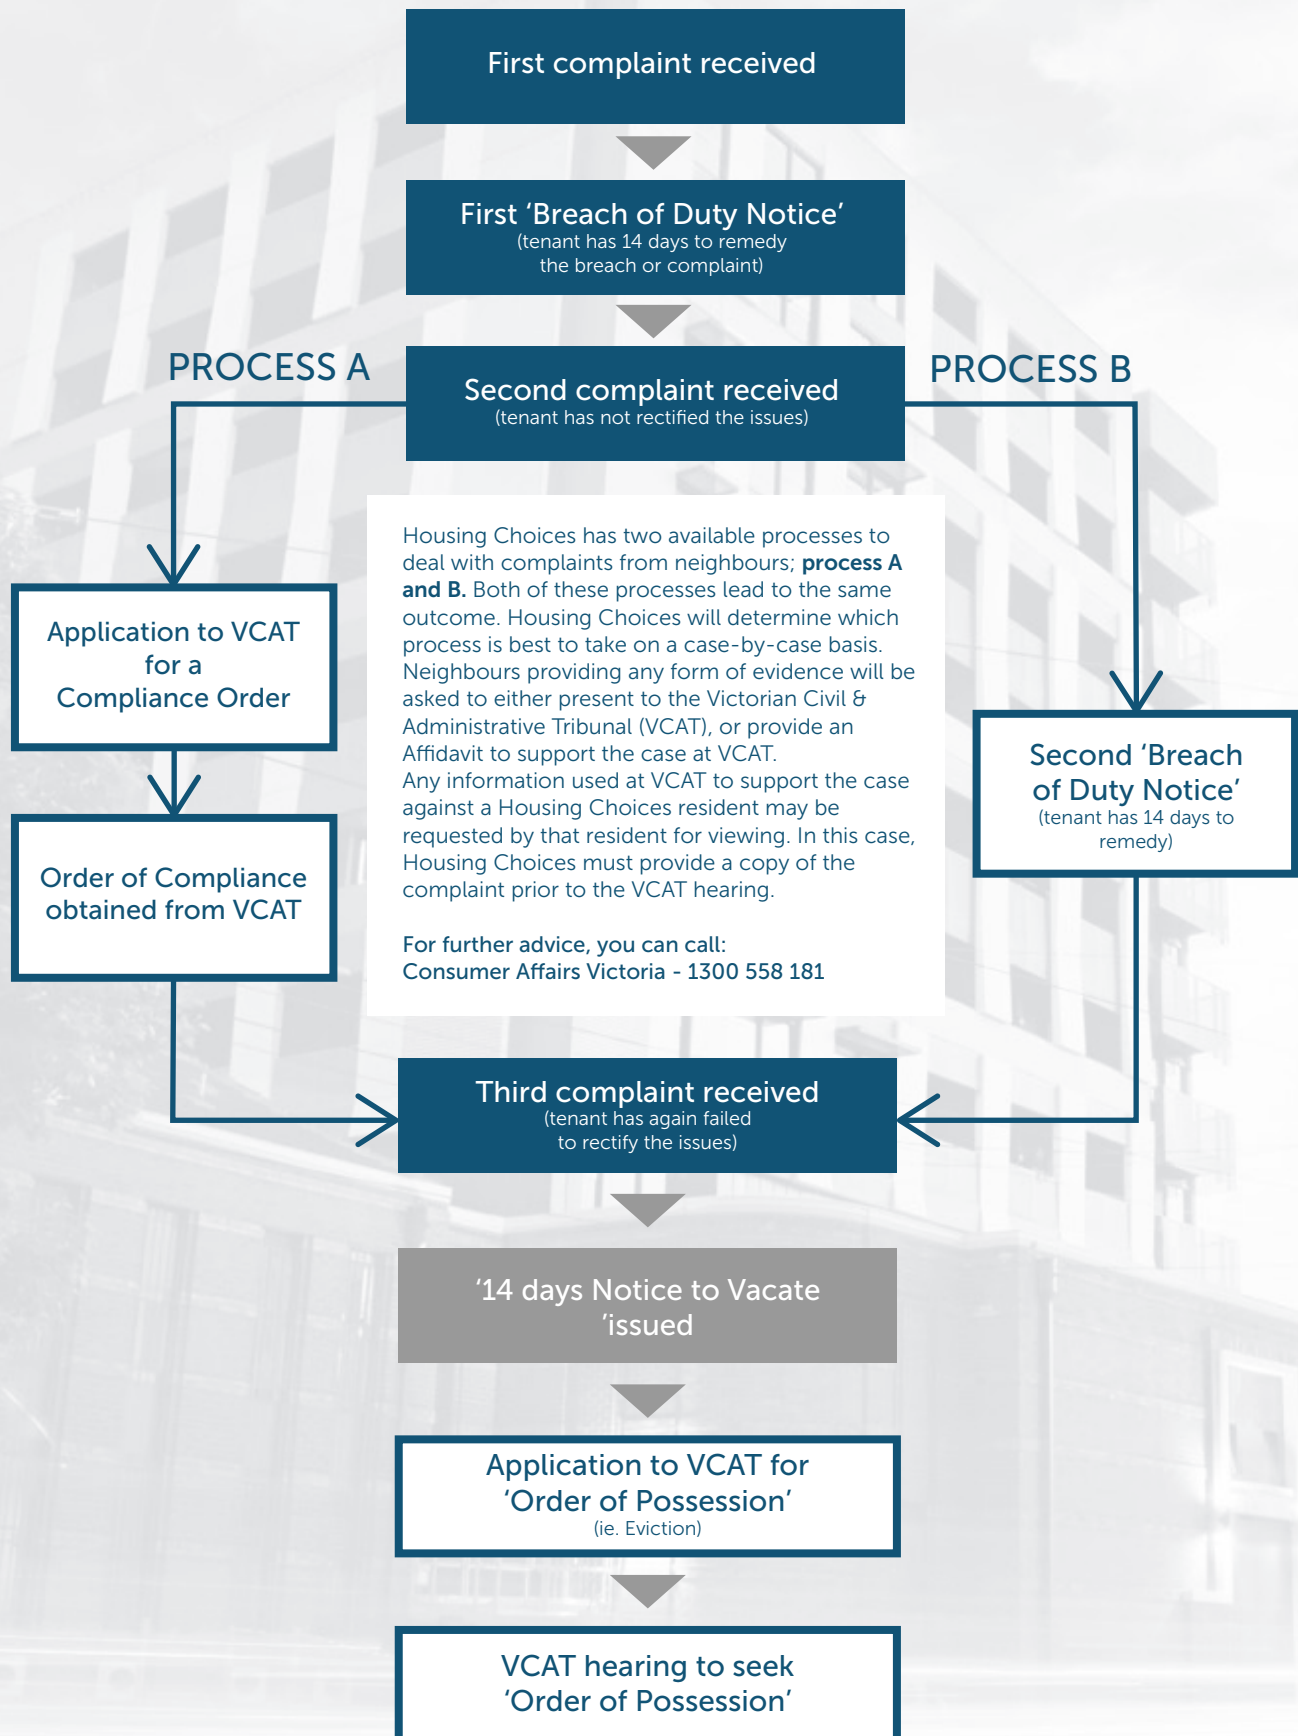 First complaint received
First ‘Breach of Duty Notice’
(tenant has 14 days to remedy
the breach or complaint)
PROCESS A
Second complaint received
(tenant has not rectified the issues)
PROCESS B
Housing Choices has two available processes to
deal with complaints from neighbours; process A
and B. Both of these processes lead to the same
outcome. Housing Choices will determine which
process is best to take on a case-by-case basis.
Neighbours providing any form of evidence will be
asked to either present to the Victorian Civil &
Administrative Tribunal (VCAT), or provide an
Affidavit to support the case at VCAT.
Any information used at VCAT to support the case
against a Housing Choices resident may be
requested by that resident for viewing. In this case,
Housing Choices must provide a copy of the
complaint prior to the VCAT hearing.
For further advice, you can call:
Consumer Affairs Victoria - 1300 558 181
Application to VCAT
for a
Compliance Order
Order of Compliance
obtained from VCAT
Second ‘Breach
of Duty Notice’
(tenant has 14 days to
remedy)
Third complaint received
(tenant has again failed
to rectify the issues)
‘14 days Notice to Vacate
’issued
Application to VCAT for
‘Order of Possession’
(ie. Eviction)
VCAT hearing to seek
‘Order of Possession’